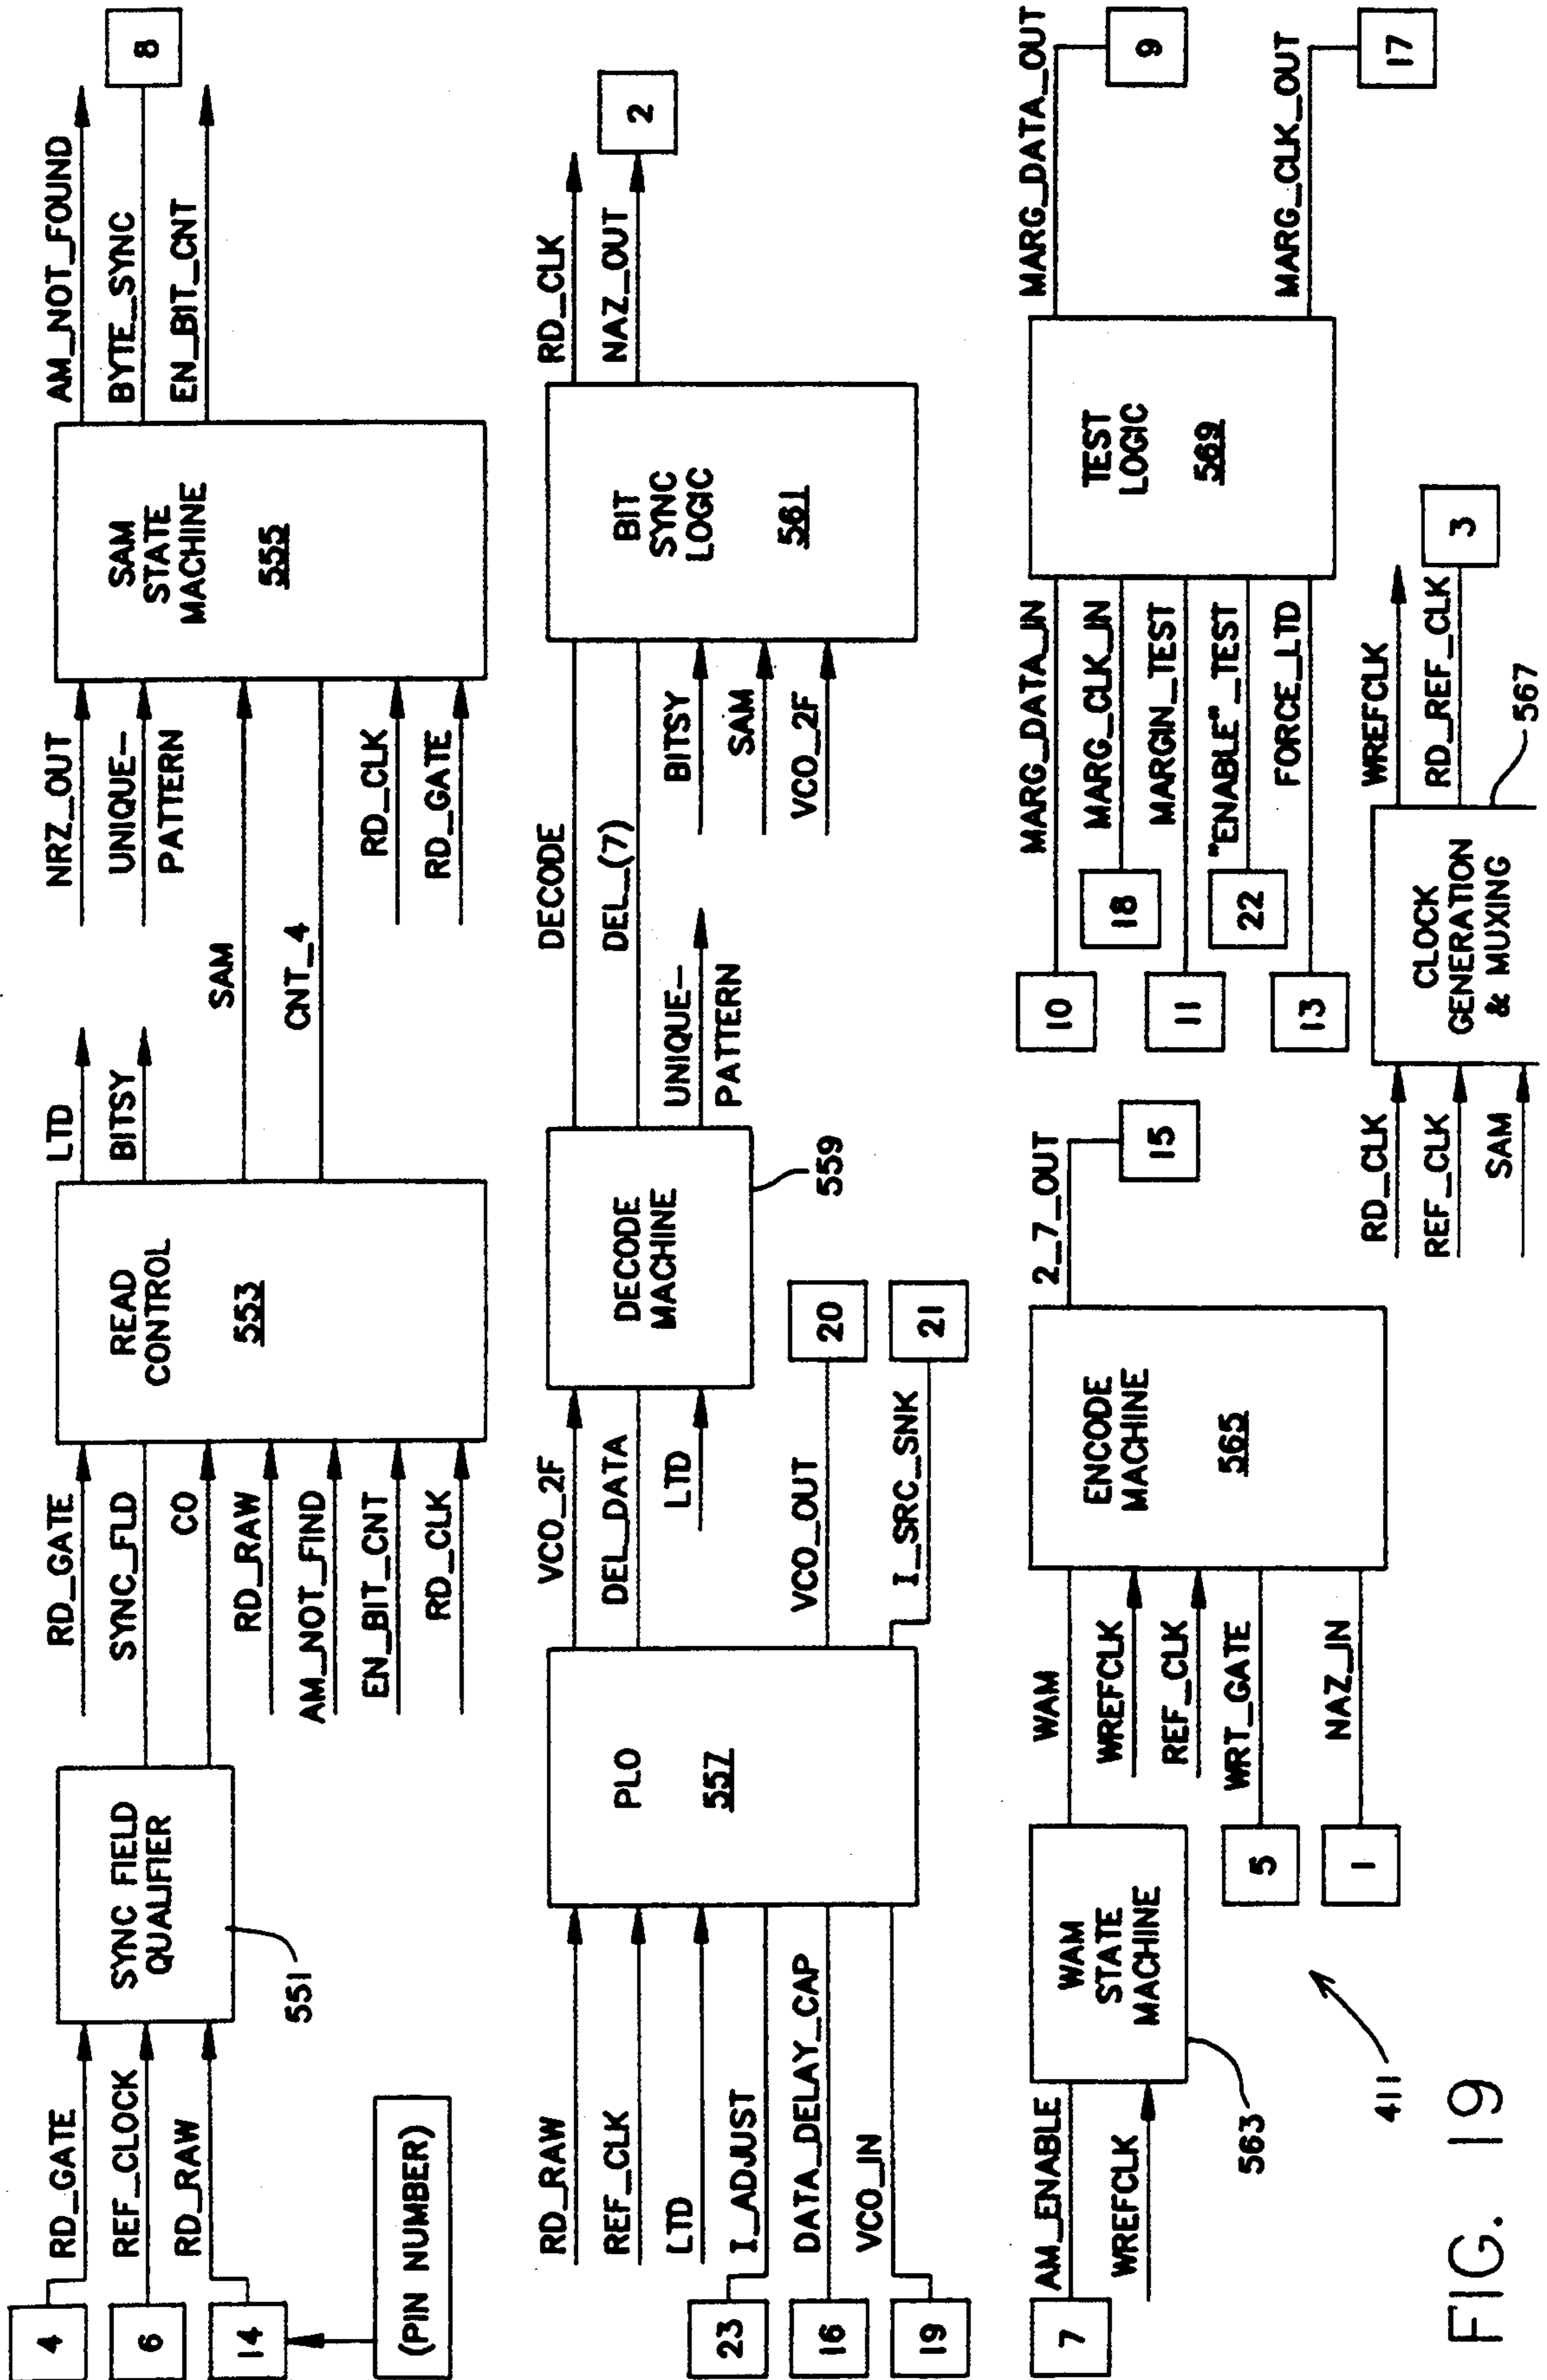 4
RD_GATE
6
REF_CLOCK
14
RD_RAW
(PIN NUMBER)
SYNC FIELD
QUALIFIER
551
RD_GATE
SYNC_FLD
CO
RD_RAW
AM_NOT_FIND
EN_BIT_CNT
RD_CLK
READ
CONTROL
553
LTD
BITSY
SAM
CNT_4
NRZ_OUT
UNIQUE-
PATTERN
RD_CLK
RD_GATE
SAM
STATE
MACHINE
555
AM_NOT_FOUND
BYTE_SYNC
EN_BIT_CNT
8
RD_RAW
REF_CLK
LTD
I_ADJUST
23
DATA_DELAY_CAP
16
VCO_IN
19
PLO
557
VCO_2F
DEL_DATA
LTD
VCO_OUT
20
I_SRC_SNK
21
DECODE
MACHINE
559
DECODE
DEL_(7)
UNIQUE-
PATTERN
BITSY
SAM
VCO_2F
BIT
SYNC
LOGIC
561
RD_CLK
NAZ_OUT
2
7
AM_ENABLE
WREFCLK
WAM
STATE
MACHINE
563
WAM
WREFCLK
REF_CLK
WRT_GATE
5
NAZ_IN
1
ENCODE
MACHINE
565
2_7_OUT
15
10
MARG_DATA_IN
18
MARG_CLK_IN
11
MARGIN_TEST
22
"ENABLE"_TEST
13
FORCE_LTD
TEST
LOGIC
569
MARG_DATA_OUT
9
MARG_CLK_OUT
17
RD_CLK
REF_CLK
SAM
CLOCK
GENERATION
& MUXING
567
WREFCLK
RD_REF_CLK
3
411
FIG. 19